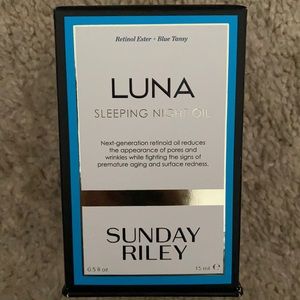 Retinol Ester + Blue Tansy
LUNA
SLEEPING NIGHT OIL
Next-generation retinoid oil reduces
the appearance of pores and
wrinkles while fighting the signs of
premature aging and surface redness.
SUNDAY
RILEY
0.5 fl oz 15 ml ℮